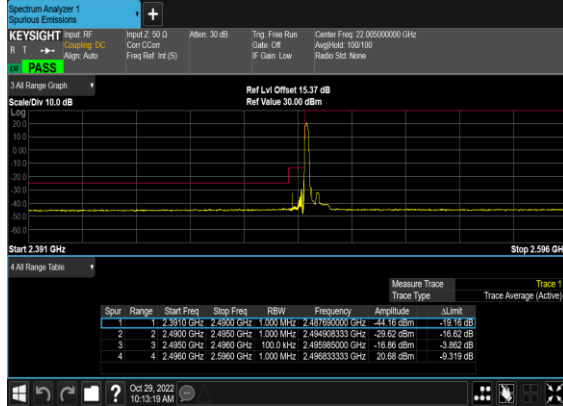 Spectrum Analyzer 1
Spurious Emissions
+
KEYSIGHT Input: RF Input Z: 50 Ω Atten: 30 dB Trig: Free Run Center Freq: 22.005000000 GHz
R T Coupling: DC Corr CCorr Gate: Off Avg|Hold: 100/100
Align: Auto Freq Ref: Int (S) IF Gain: Low Radio Std: None
PASS
3 All Range Graph
Ref Lvl Offset 15.37 dB
Scale/Div 10.0 dB Ref Value 30.00 dBm
Log
20.0
10.0
0.00
-10.0
-20.0
-30.0
-40.0
-50.0
-60.0
Start 2.391 GHz Stop 2.596 GH
4 All Range Table
Measure Trace Trace 1
Trace Type Trace Average (Active)
Spur Range Start Freq Stop Freq RBW Frequency Amplitude ΔLimit
1 1 2.3910 GHz 2.4900 GHz 1.000 MHz 2.487690000 GHz -44.16 dBm -19.16 dB
2 2 2.4900 GHz 2.4950 GHz 1.000 MHz 2.494908333 GHz -29.62 dBm -16.62 dB
3 3 2.4950 GHz 2.4960 GHz 100.0 kHz 2.495985000 GHz -16.86 dBm -3.862 dB
4 4 2.4960 GHz 2.5960 GHz 1.000 MHz 2.496833333 GHz 20.68 dBm -9.319 dB
? Oct 29, 2022
10:13:19 AM